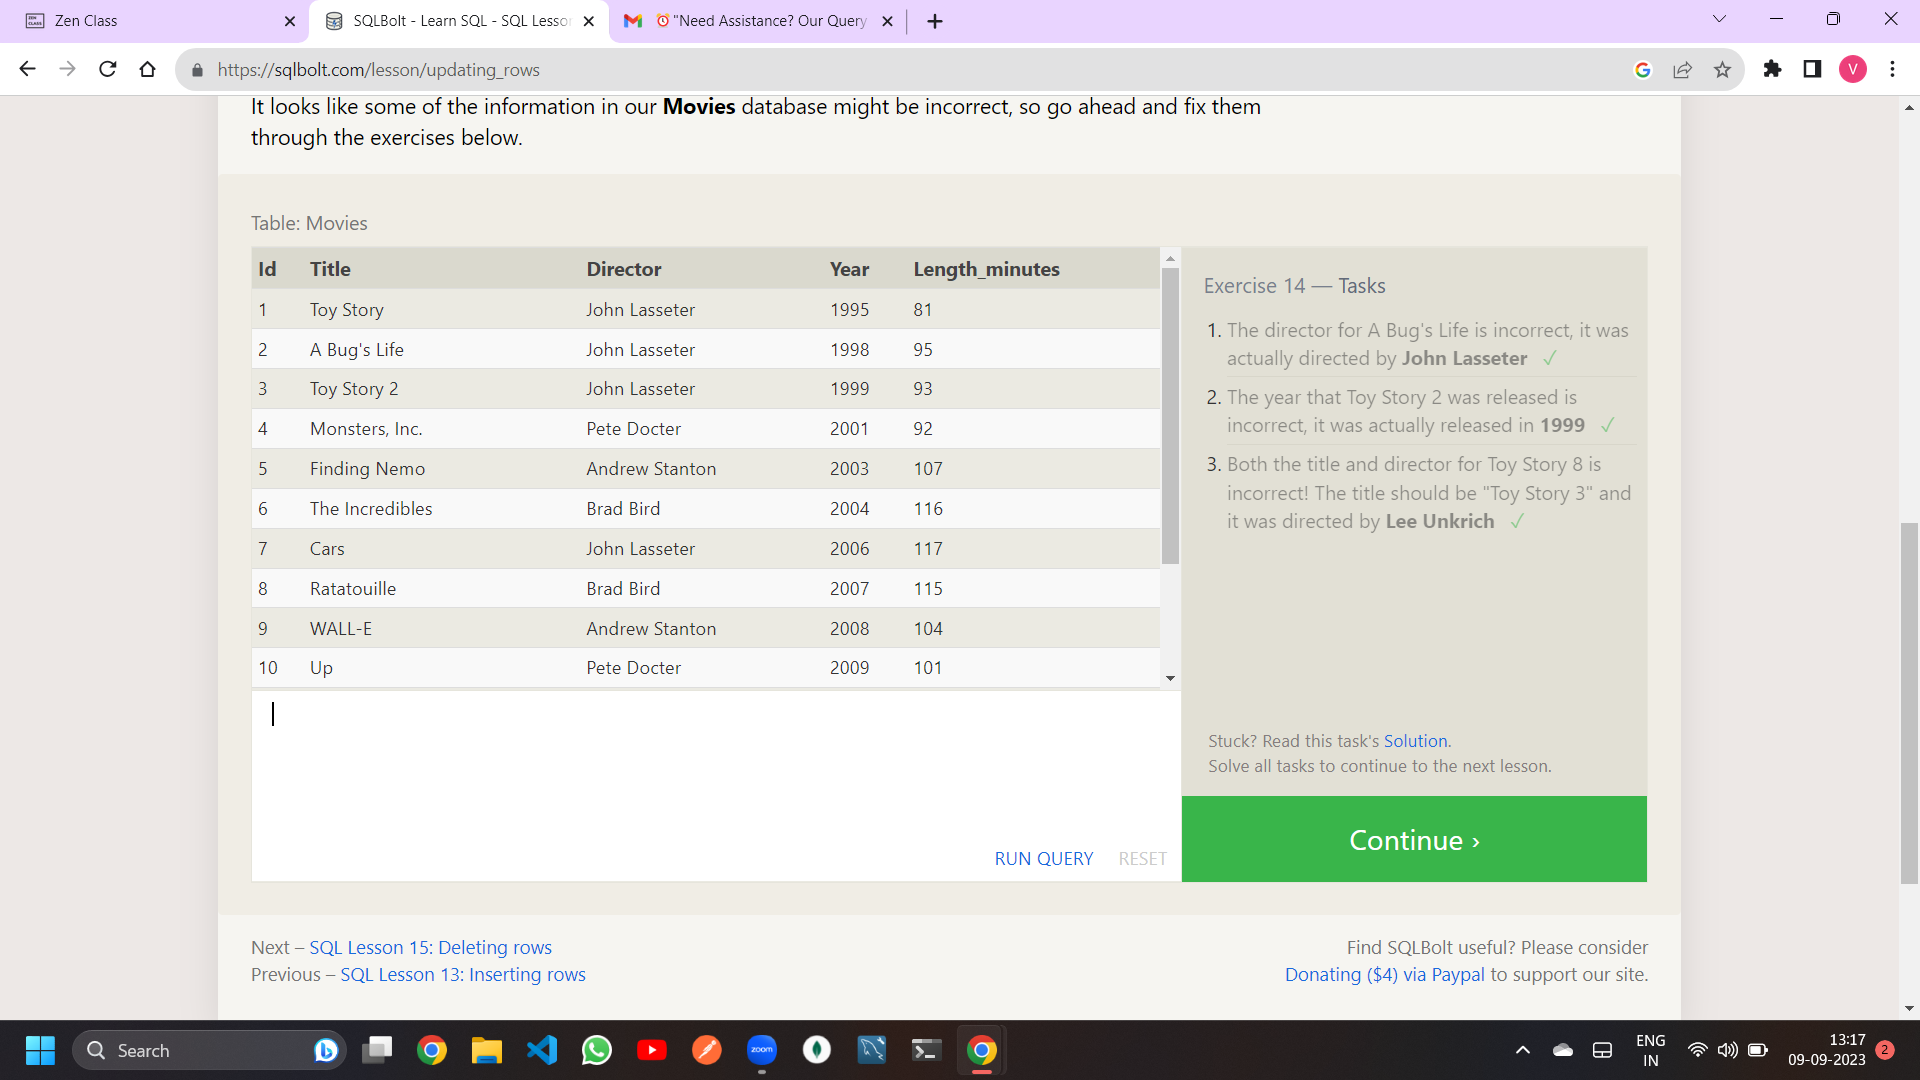 Zen Class
SQLBolt - Learn SQL - SQL Lesson
"Need Assistance? Our Query
https://sqlbolt.com/lesson/updating_rows
V
It looks like some of the information in our Movies database might be incorrect, so go ahead and fix them
through the exercises below.
Table: Movies
Id Title Director Year Length_minutes
1 Toy Story John Lasseter 1995 81
2 A Bug's Life John Lasseter 1998 95
3 Toy Story 2 John Lasseter 1999 93
4 Monsters, Inc. Pete Docter 2001 92
5 Finding Nemo Andrew Stanton 2003 107
6 The Incredibles Brad Bird 2004 116
7 Cars John Lasseter 2006 117
8 Ratatouille Brad Bird 2007 115
9 WALL-E Andrew Stanton 2008 104
10 Up Pete Docter 2009 101
RUN QUERY RESET
Exercise 14 — Tasks
1. The director for A Bug's Life is incorrect, it was
actually directed by John Lasseter ✓
2. The year that Toy Story 2 was released is
incorrect, it was actually released in 1999 ✓
3. Both the title and director for Toy Story 8 is
incorrect! The title should be "Toy Story 3" and
it was directed by Lee Unkrich ✓
Stuck? Read this task's Solution.
Solve all tasks to continue to the next lesson.
Continue ›
Next – SQL Lesson 15: Deleting rows
Previous – SQL Lesson 13: Inserting rows
Find SQLBolt useful? Please consider
Donating ($4) via Paypal to support our site.
Search
zoom
ENG
IN
13:17
09-09-2023
2